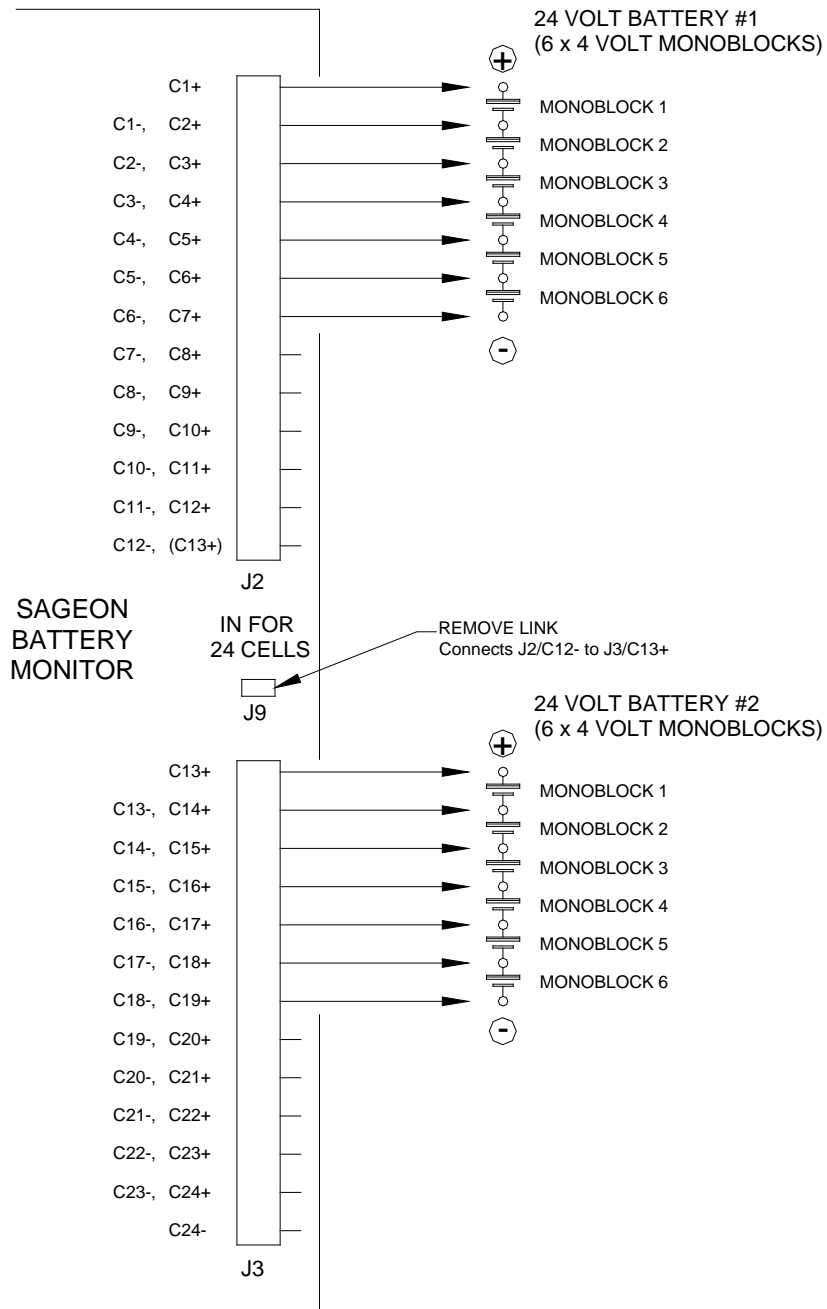 24 VOLT BATTERY #1
(6 x 4 VOLT MONOBLOCKS)
+
C1+
MONOBLOCK 1
C1-, C2+
MONOBLOCK 2
C2-, C3+
MONOBLOCK 3
C3-, C4+
MONOBLOCK 4
C4-, C5+
MONOBLOCK 5
C5-, C6+
MONOBLOCK 6
C6-, C7+
-
C7-, C8+
C8-, C9+
C9-, C10+
C10-, C11+
C11-, C12+
C12-, (C13+)
J2
SAGEON
BATTERY
MONITOR
IN FOR
24 CELLS
J9
REMOVE LINK
Connects J2/C12- to J3/C13+
24 VOLT BATTERY #2
(6 x 4 VOLT MONOBLOCKS)
+
C13+
MONOBLOCK 1
C13-, C14+
MONOBLOCK 2
C14-, C15+
MONOBLOCK 3
C15-, C16+
MONOBLOCK 4
C16-, C17+
MONOBLOCK 5
C17-, C18+
MONOBLOCK 6
C18-, C19+
-
C19-, C20+
C20-, C21+
C21-, C22+
C22-, C23+
C23-, C24+
C24-
J3